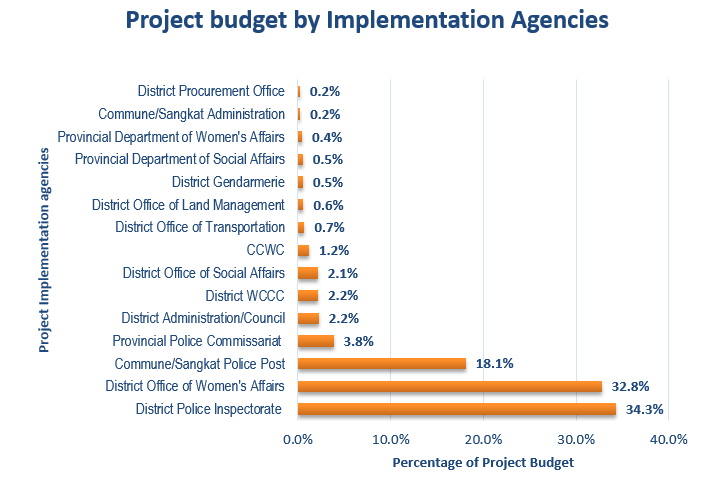 Project budget by Implementation Agencies
Project Implementation agencies
District Procurement Office 0.2%
Commune/Sangkat Administration 0.2%
Provincial Department of Women's Affairs 0.4%
Provincial Department of Social Affairs 0.5%
District Gendarmerie 0.5%
District Office of Land Management 0.6%
District Office of Transportation 0.7%
CCWC 1.2%
District Office of Social Affairs 2.1%
District WCCC 2.2%
District Administration/Council 2.2%
Provincial Police Commissariat 3.8%
Commune/Sangkat Police Post 18.1%
District Office of Women's Affairs 32.8%
District Police Inspectorate 34.3%
0.0% 10.0% 20.0% 30.0% 40.0%
Percentage of Project Budget